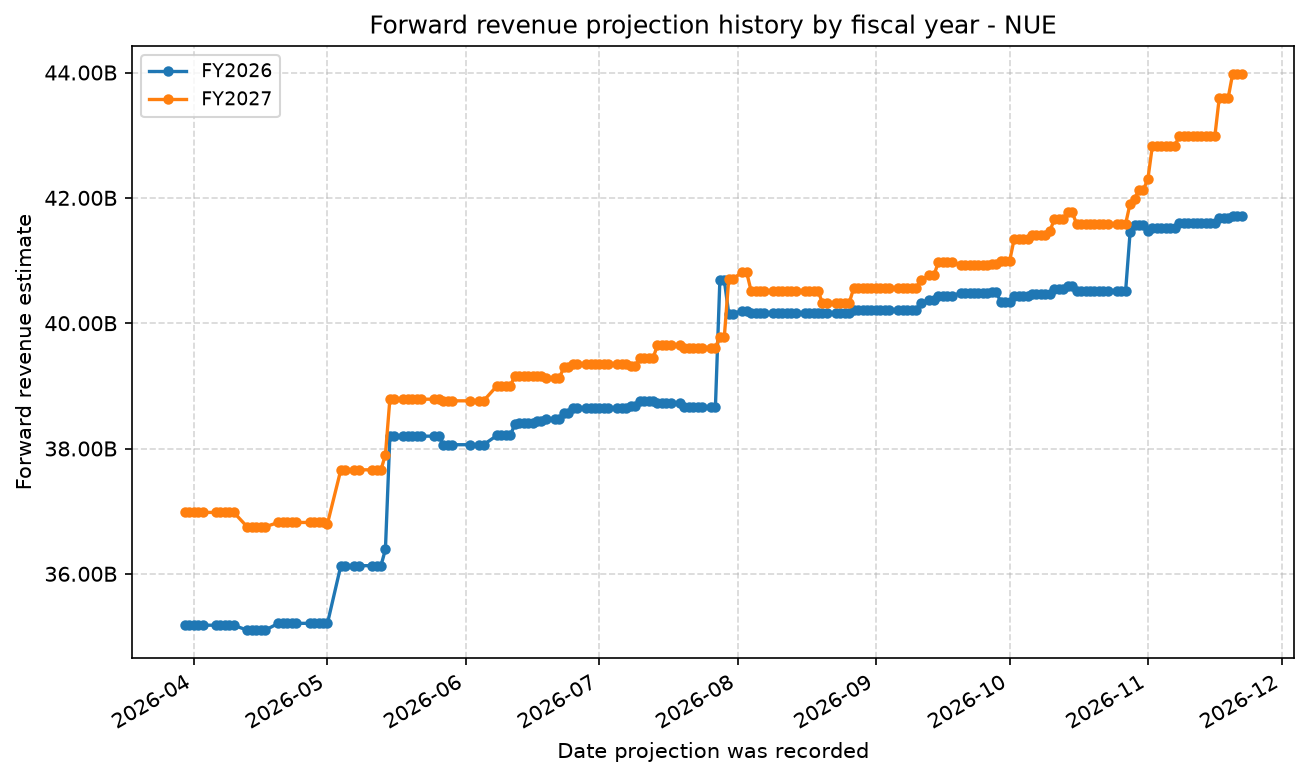 Forward revenue projection history by fiscal year - NUE
FY2026
FY2027
44.00B
42.00B
40.00B
38.00B
36.00B
Forward revenue estimate
2026-04
2026-05
2026-06
2026-07
2026-08
2026-09
2026-10
2026-11
2026-12
Date projection was recorded